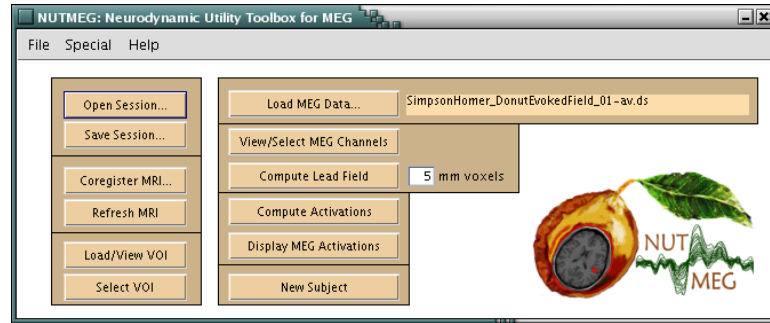 NUTMEG: Neurodynamic Utility Toolbox for MEG
File Special Help
Open Session...
Save Session...
Coregister MRI...
Refresh MRI
Load/View VOI
Select VOI
Load MEG Data... SimpsonHomer_DonutEvokedField_01-av.ds
View/Select MEG Channels
Compute Lead Field 5 mm voxels
Compute Activations
Display MEG Activations
New Subject
NUT
MEG